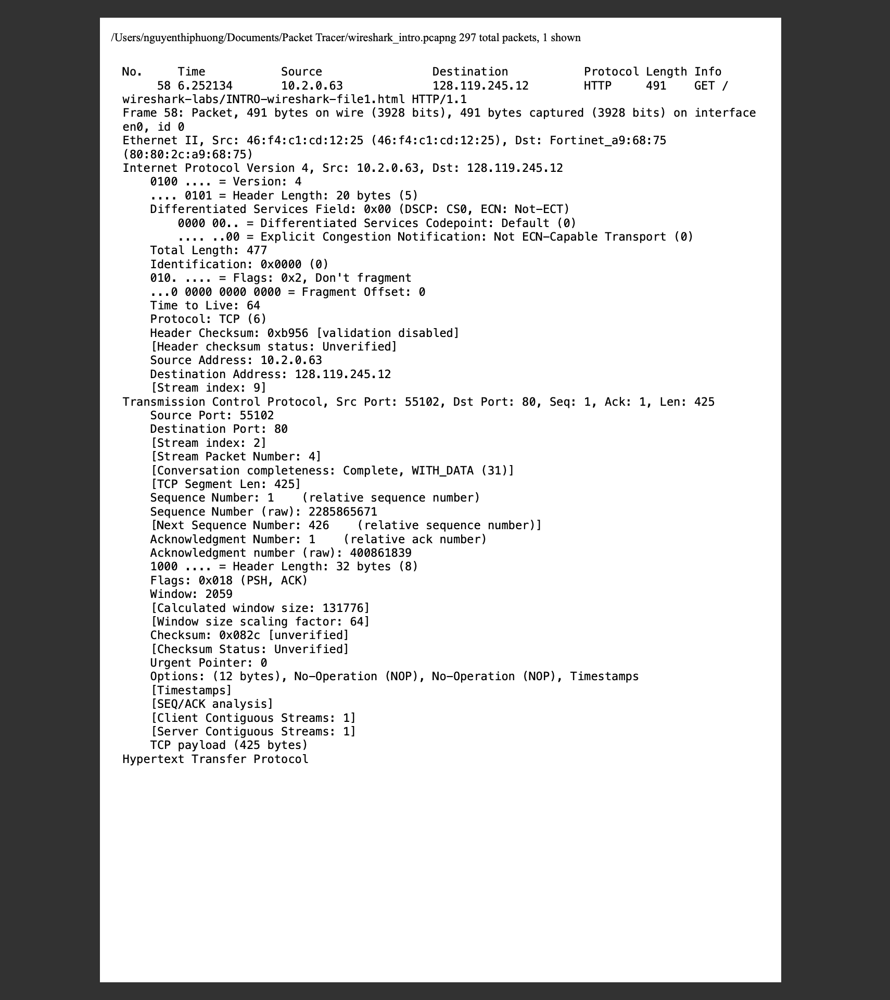 /Users/nguyenthiphuong/Documents/Packet Tracer/wireshark_intro.pcapng 297 total packets, 1 shown
No.     Time           Source                Destination           Protocol Length Info
     58 6.252134       10.2.0.63             128.119.245.12        HTTP     491    GET /
wireshark-labs/INTRO-wireshark-file1.html HTTP/1.1
Frame 58: Packet, 491 bytes on wire (3928 bits), 491 bytes captured (3928 bits) on interface
en0, id 0
Ethernet II, Src: 46:f4:c1:cd:12:25 (46:f4:c1:cd:12:25), Dst: Fortinet_a9:68:75
(80:80:2c:a9:68:75)
Internet Protocol Version 4, Src: 10.2.0.63, Dst: 128.119.245.12
    0100 .... = Version: 4
    .... 0101 = Header Length: 20 bytes (5)
    Differentiated Services Field: 0x00 (DSCP: CS0, ECN: Not-ECT)
        0000 00.. = Differentiated Services Codepoint: Default (0)
        .... ..00 = Explicit Congestion Notification: Not ECN-Capable Transport (0)
    Total Length: 477
    Identification: 0x0000 (0)
    010. .... = Flags: 0x2, Don't fragment
    ...0 0000 0000 0000 = Fragment Offset: 0
    Time to Live: 64
    Protocol: TCP (6)
    Header Checksum: 0xb956 [validation disabled]
    [Header checksum status: Unverified]
    Source Address: 10.2.0.63
    Destination Address: 128.119.245.12
    [Stream index: 9]
Transmission Control Protocol, Src Port: 55102, Dst Port: 80, Seq: 1, Ack: 1, Len: 425
    Source Port: 55102
    Destination Port: 80
    [Stream index: 2]
    [Stream Packet Number: 4]
    [Conversation completeness: Complete, WITH_DATA (31)]
    [TCP Segment Len: 425]
    Sequence Number: 1    (relative sequence number)
    Sequence Number (raw): 2285865671
    [Next Sequence Number: 426    (relative sequence number)]
    Acknowledgment Number: 1    (relative ack number)
    Acknowledgment number (raw): 400861839
    1000 .... = Header Length: 32 bytes (8)
    Flags: 0x018 (PSH, ACK)
    Window: 2059
    [Calculated window size: 131776]
    [Window size scaling factor: 64]
    Checksum: 0x082c [unverified]
    [Checksum Status: Unverified]
    Urgent Pointer: 0
    Options: (12 bytes), No-Operation (NOP), No-Operation (NOP), Timestamps
    [Timestamps]
    [SEQ/ACK analysis]
    [Client Contiguous Streams: 1]
    [Server Contiguous Streams: 1]
    TCP payload (425 bytes)
Hypertext Transfer Protocol